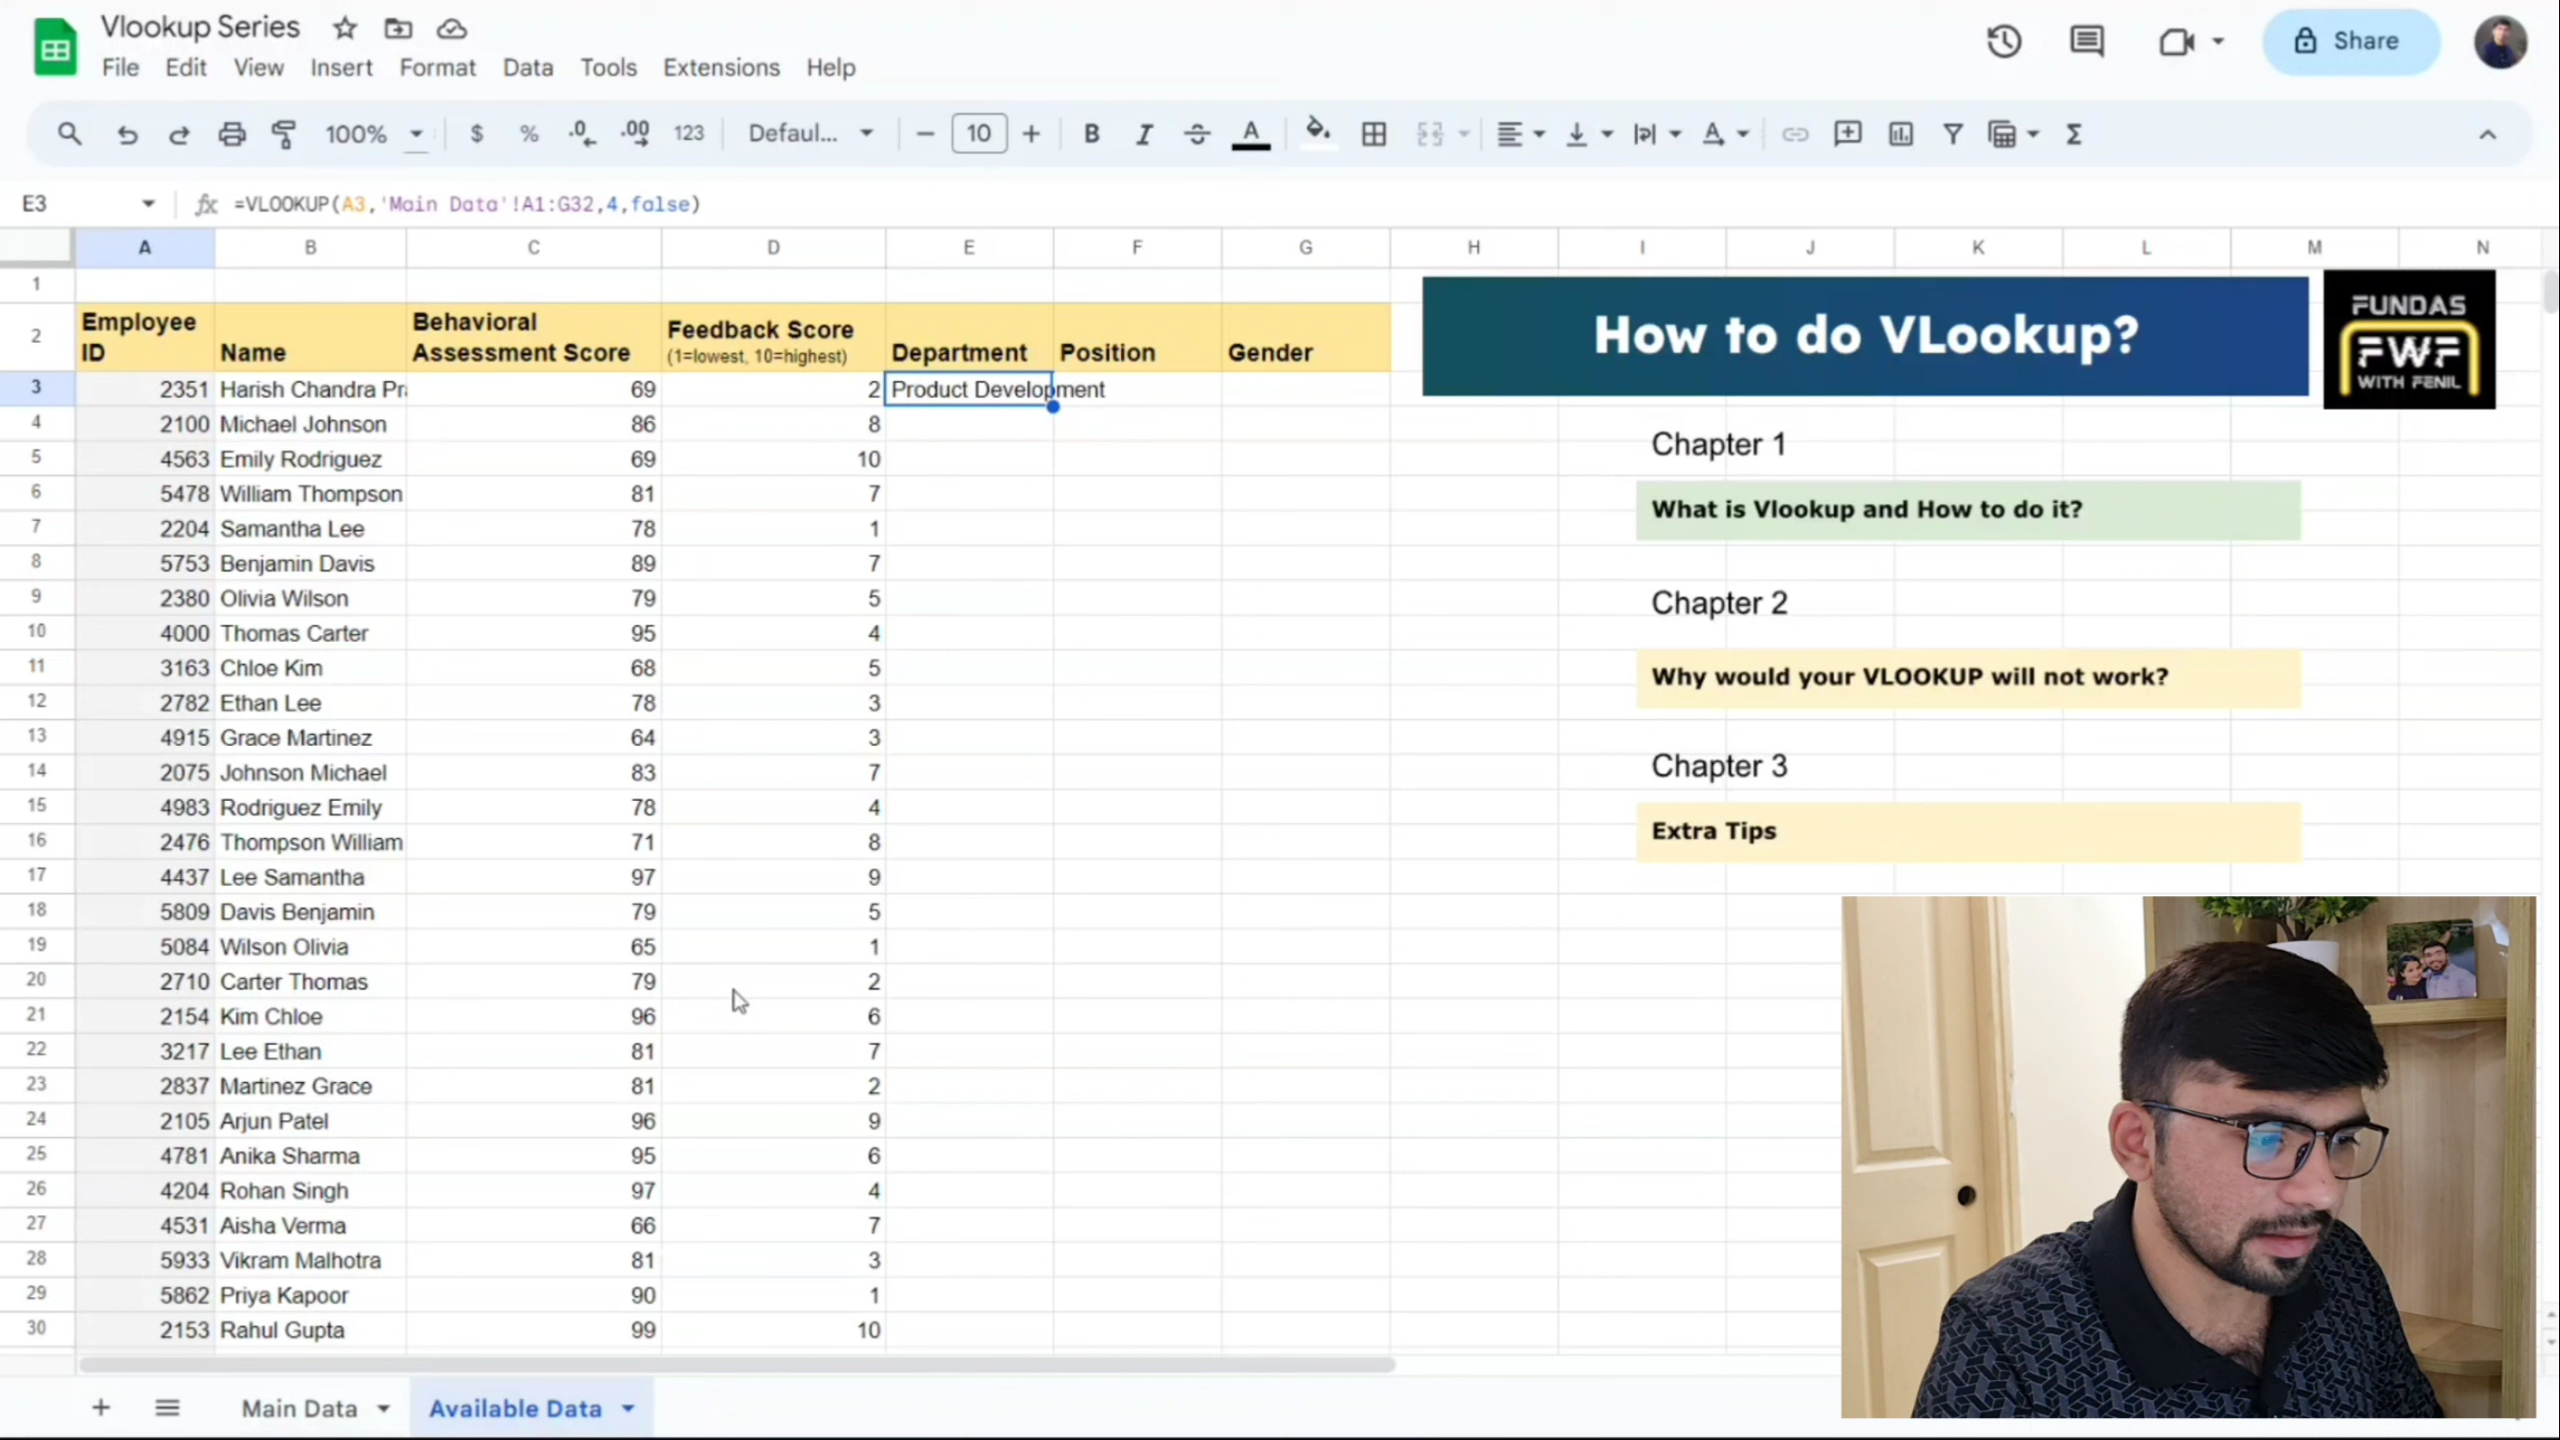 Vlookup Series
File Edit View Insert Format Data Tools Extensions Help
Share
100% $ % .0 .00 123 Defaul... 10 B I A
E3 fx =VLOOKUP(A3,'Main Data'!A1:G32,4,false)
A B C D E F G H I J K L M N
1
2 Employee ID Name Behavioral Assessment Score Feedback Score (1=lowest, 10=highest) Department Position Gender
3 2351 Harish Chandra Pr 69 2 Product Development
4 2100 Michael Johnson 86 8
5 4563 Emily Rodriguez 69 10
6 5478 William Thompson 81 7
7 2204 Samantha Lee 78 1
8 5753 Benjamin Davis 89 7
9 2380 Olivia Wilson 79 5
10 4000 Thomas Carter 95 4
11 3163 Chloe Kim 68 5
12 2782 Ethan Lee 78 3
13 4915 Grace Martinez 64 3
14 2075 Johnson Michael 83 7
15 4983 Rodriguez Emily 78 4
16 2476 Thompson William 71 8
17 4437 Lee Samantha 97 9
18 5809 Davis Benjamin 79 5
19 5084 Wilson Olivia 65 1
20 2710 Carter Thomas 79 2
21 2154 Kim Chloe 96 6
22 3217 Lee Ethan 81 7
23 2837 Martinez Grace 81 2
24 2105 Arjun Patel 96 9
25 4781 Anika Sharma 95 6
26 4204 Rohan Singh 97 4
27 4531 Aisha Verma 66 7
28 5933 Vikram Malhotra 81 3
29 5862 Priya Kapoor 90 1
30 2153 Rahul Gupta 99 10
How to do VLookup?
FUNDAS
FWF
WITH FENIL
Chapter 1
What is Vlookup and How to do it?
Chapter 2
Why would your VLOOKUP will not work?
Chapter 3
Extra Tips
Main Data Available Data